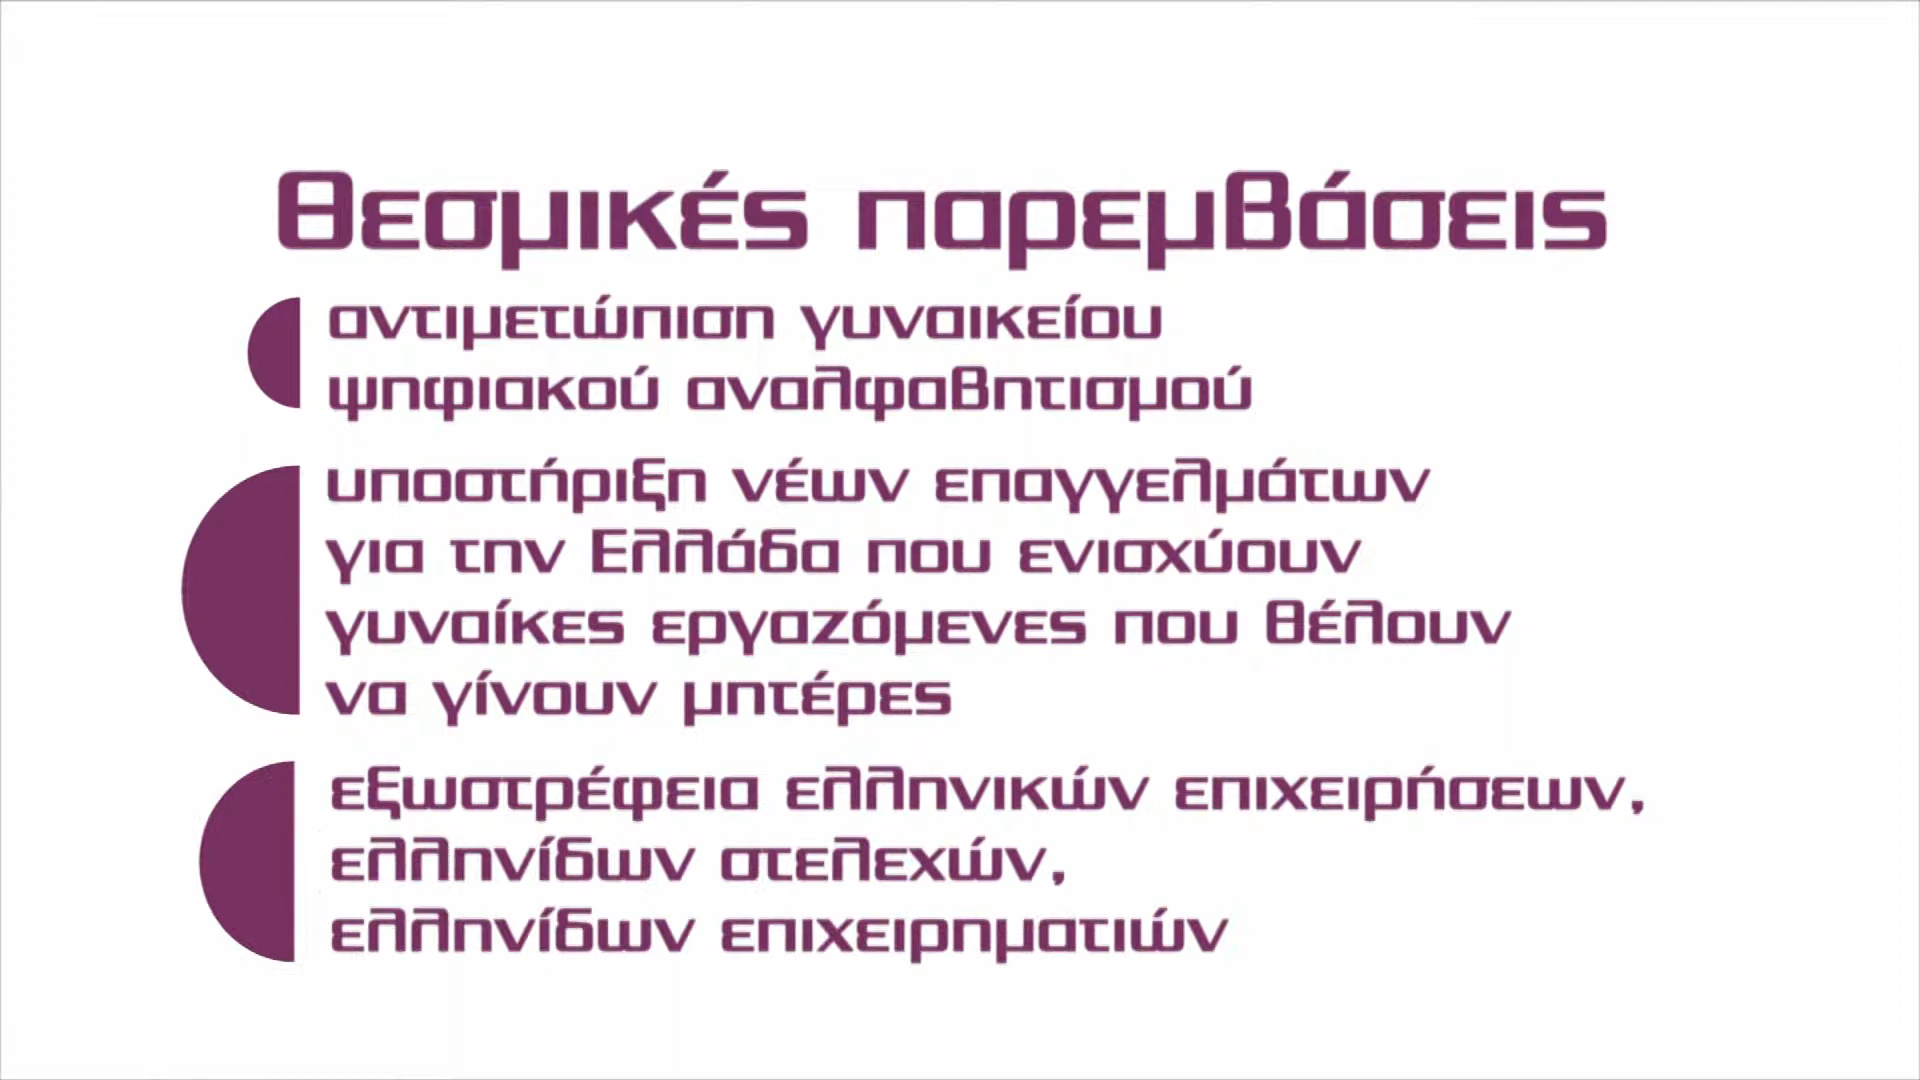 θεσμικές παρεμβάσεις
αντιμετώπιση γυναικείου
ψηφιακού αναλφαβητισμού
υποστήριξη νέων επαγγελμάτων
για την Ελλάδα που ενισχύουν
γυναίκες εργαζόμενες που θέλουν
να γίνουν μητέρες
εξωστρέφεια ελληνικών επιχειρήσεων,
ελληνίδων στελεχών,
ελληνίδων επιχειρηματιών